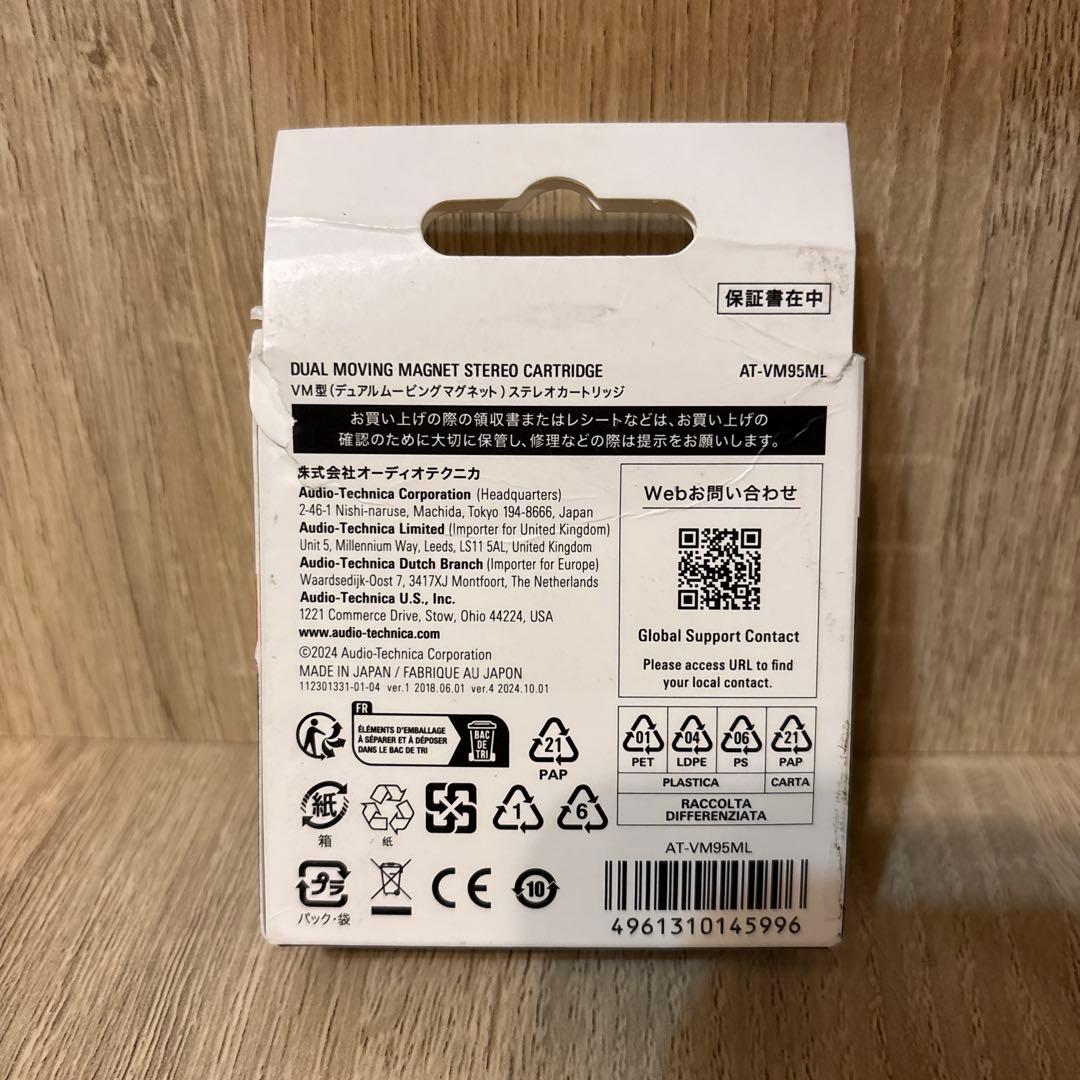 保証書在中
DUAL MOVING MAGNET STEREO CARTRIDGE AT-VM95ML
VM型(デュアルムービングマグネット)ステレオカートリッジ
お買い上げの際の領収書またはレシートなどは、お買い上げの
確認のために大切に保管し、修理などの際は提示をお願いします。
株式会社オーディオテクニカ
Audio-Technica Corporation (Headquarters)
2-46-1 Nishi-naruse, Machida, Tokyo 194-8666, Japan
Audio-Technica Limited (Importer for United Kingdom)
Unit 5, Millennium Way, Leeds, LS11 5AL, United Kingdom
Audio-Technica Dutch Branch (Importer for Europe)
Waardsedijk-Oost 7, 3417XJ Montfoort, The Netherlands
Audio-Technica U.S., Inc.
1221 Commerce Drive, Stow, Ohio 44224, USA
www.audio-technica.com
©2024 Audio-Technica Corporation
MADE IN JAPAN / FABRIQUE AU JAPON
112301331-01-04 ver.1 2018.06.01 ver.4 2024.10.01
Webお問い合わせ
Global Support Contact
Please access URL to find
your local contact.
FR
ÉLÉMENTS D'EMBALLAGE
À SÉPARER ET À DÉPOSER
DANS LE BAC DE TRI
BAC
DE
TRI
21
PAP
01 04 06 21
PET LDPE PS PAP
PLASTICA CARTA
RACCOLTA
DIFFERENZIATA
紙
箱
紙
1
6
プラ
パック・袋
CE
10
AT-VM95ML
4961310145996